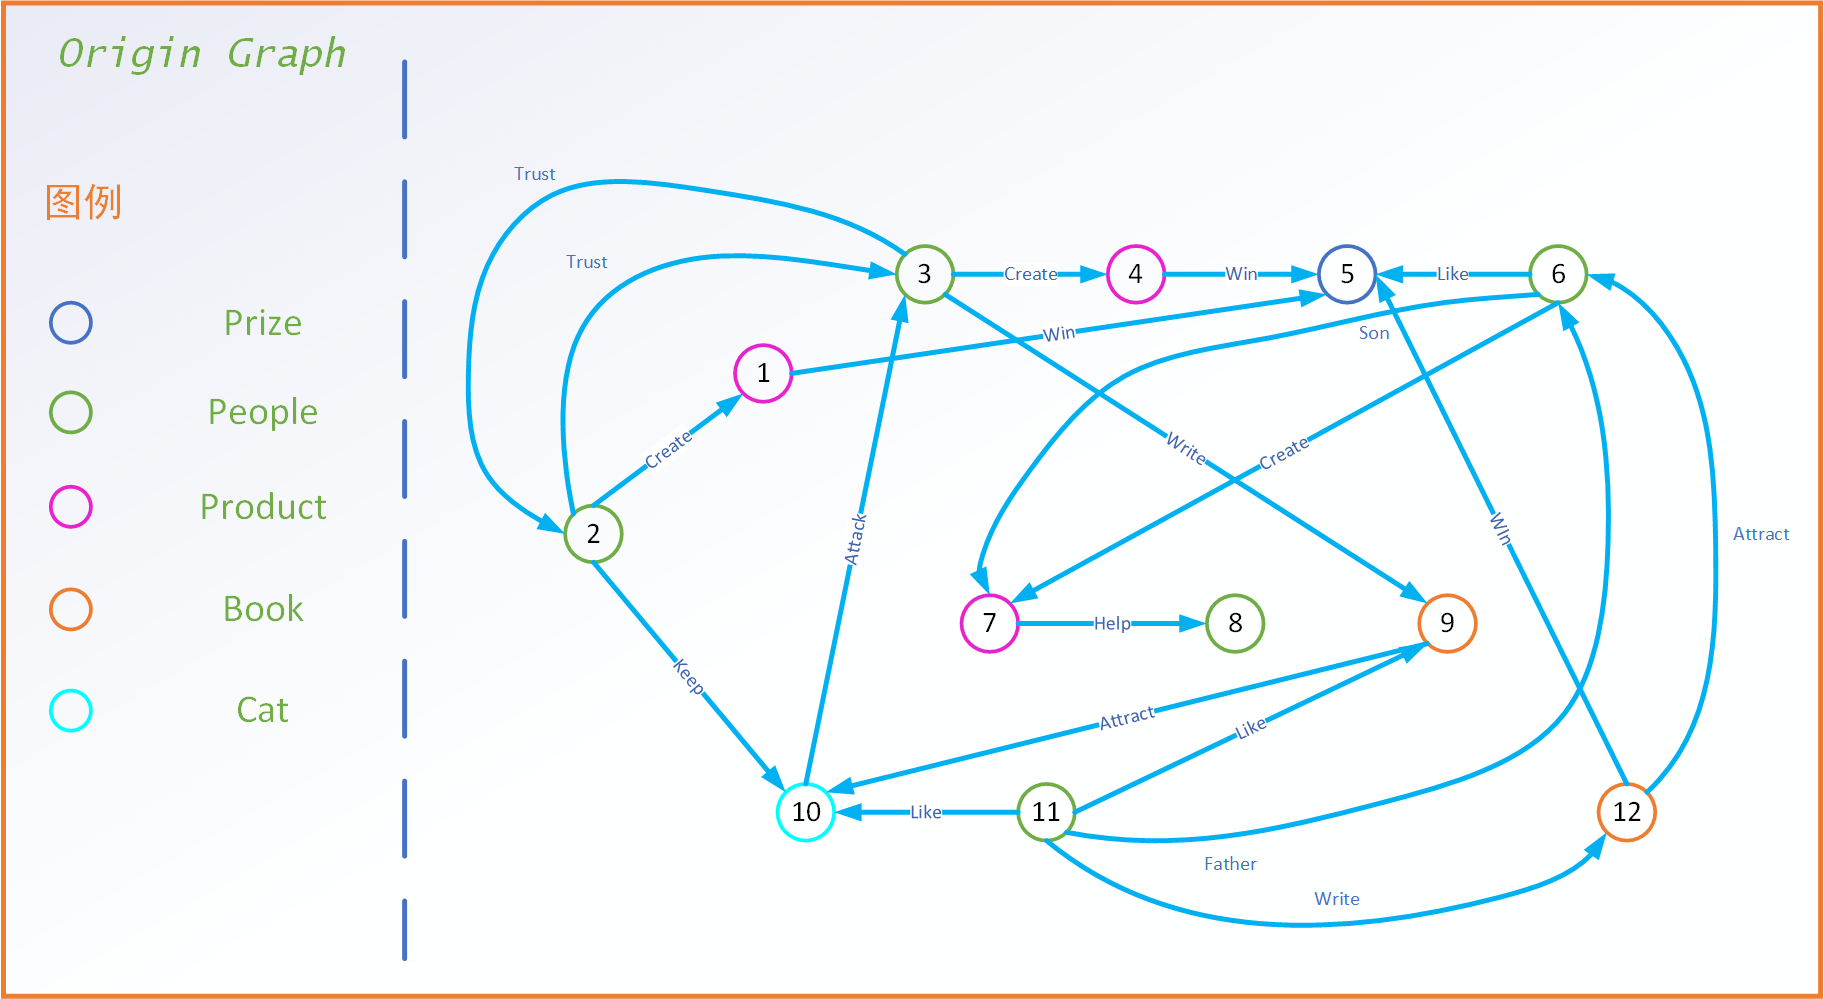 Origin Graph
图例
Prize
People
Product
Book
Cat
Trust
Trust
3
Create
4
Win
5
Like
6
Win
Son
1
Create
Write
Create
2
Attack
WIn
Attract
7
Help
8
9
Keep
Attract
Like
10
Like
11
12
Father
Write